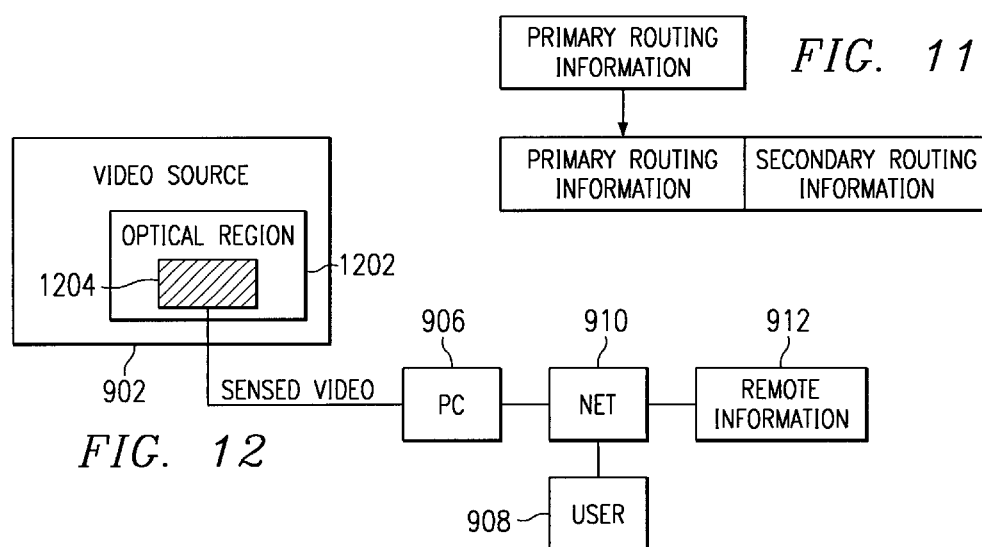 PRIMARY ROUTING
INFORMATION
FIG. 11
PRIMARY ROUTING
INFORMATION
SECONDARY ROUTING
INFORMATION
VIDEO SOURCE
OPTICAL REGION
1204
1202
902
SENSED VIDEO
906
PC
910
NET
912
REMOTE
INFORMATION
908
USER
FIG. 12